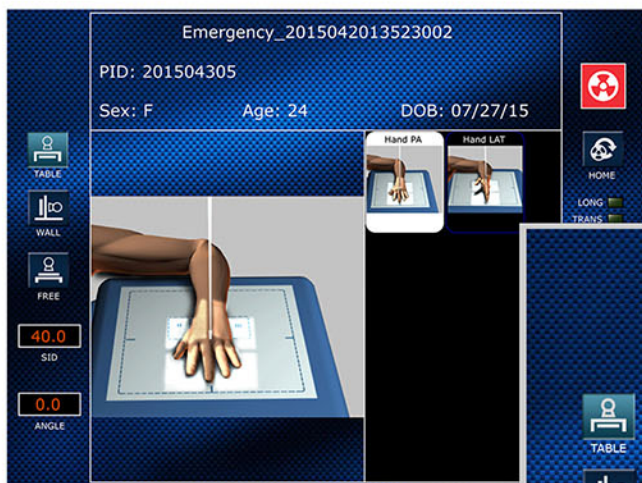 Emergency_2015042013523002
PID: 201504305
Sex: F Age: 24 DOB: 07/27/15
Hand PA Hand LAT
TABLE
HOME
LONG
TRANS
WALL
FREE
40.0
SID
0.0
ANGLE
TABLE